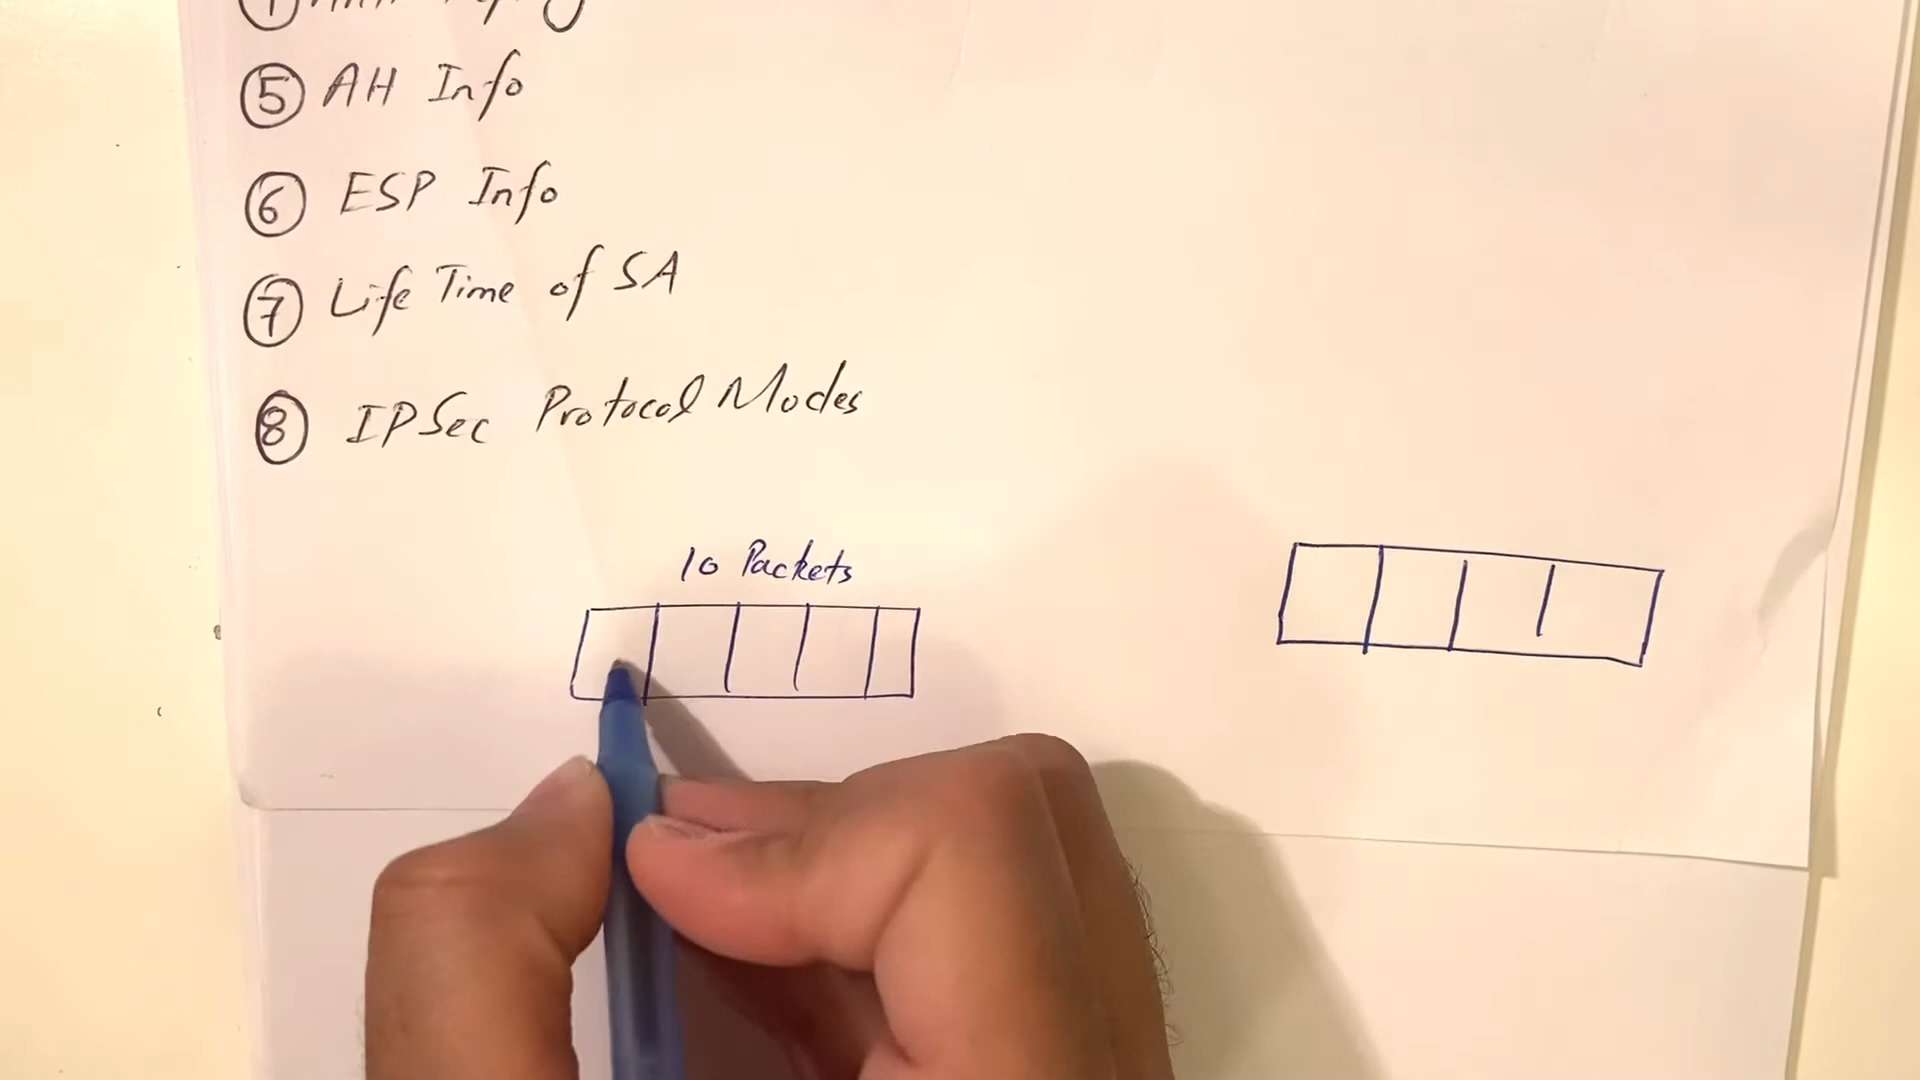 ⑤ AH Info
⑥ ESP Info
⑦ Life Time of SA
⑧ IPSec Protocol Modes
10 Packets